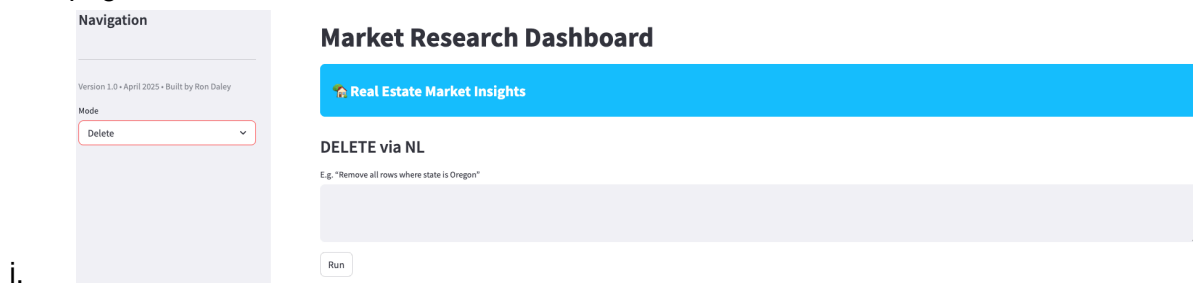 Navigation
Version 1.0 • April 2025 • Built by Ron Daley
Mode
Delete
Market Research Dashboard
Real Estate Market Insights
DELETE via NL
E.g. "Remove all rows where state is Oregon"
Run
i.